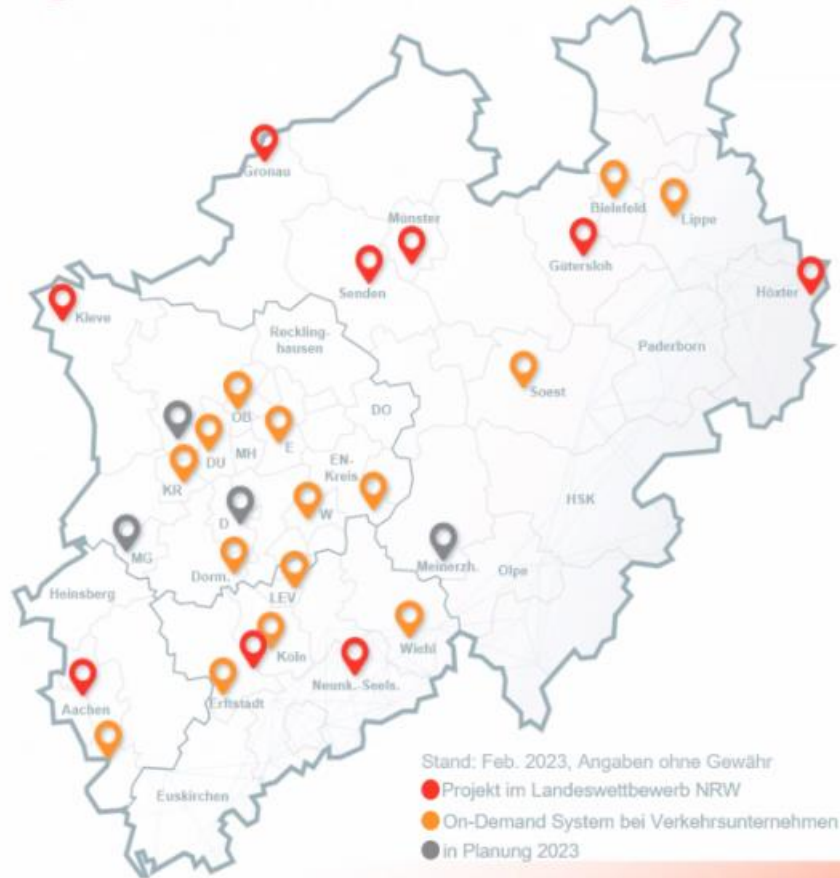 Gronau
Bielefeld
Lippe
Münster
Gütersloh
Senden
Höxter
Kleve
Reckling-
hausen
Paderborn
Soest
OB
DO
E
DU
MH
EN-
Kreis
KR
HSK
W
D
MG
Meinerzh.
Olpe
Dorm.
Heinsberg
LEV
Köln
Wiehl
Neunk.-Seels.
Erftstadt
Aachen
Euskirchen
Stand: Feb. 2023, Angaben ohne Gewähr
Projekt im Landeswettbewerb NRW
On-Demand System bei Verkehrsunternehmen
in Planung 2023